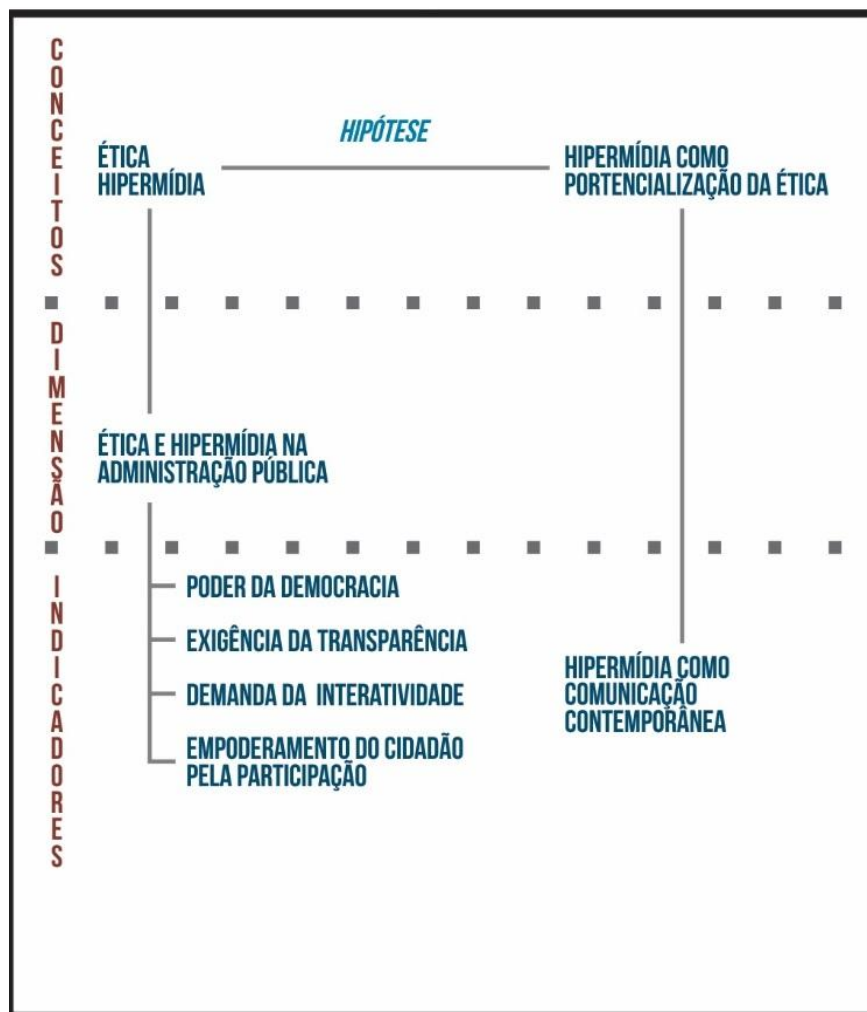 CONCEITOS
HIPÓTESE
ÉTICA
HIPERMÍDIA
HIPERMÍDIA COMO
PORTENCIALIZAÇÃO DA ÉTICA
DIMENSÃO
ÉTICA E HIPERMÍDIA NA
ADMINISTRAÇÃO PÚBLICA
INDICADORES
PODER DA DEMOCRACIA
EXIGÊNCIA DA TRANSPARÊNCIA
DEMANDA DA INTERATIVIDADE
EMPODERAMENTO DO CIDADÃO
PELA PARTICIPAÇÃO
HIPERMÍDIA COMO
COMUNICAÇÃO
CONTEMPORÂNEA